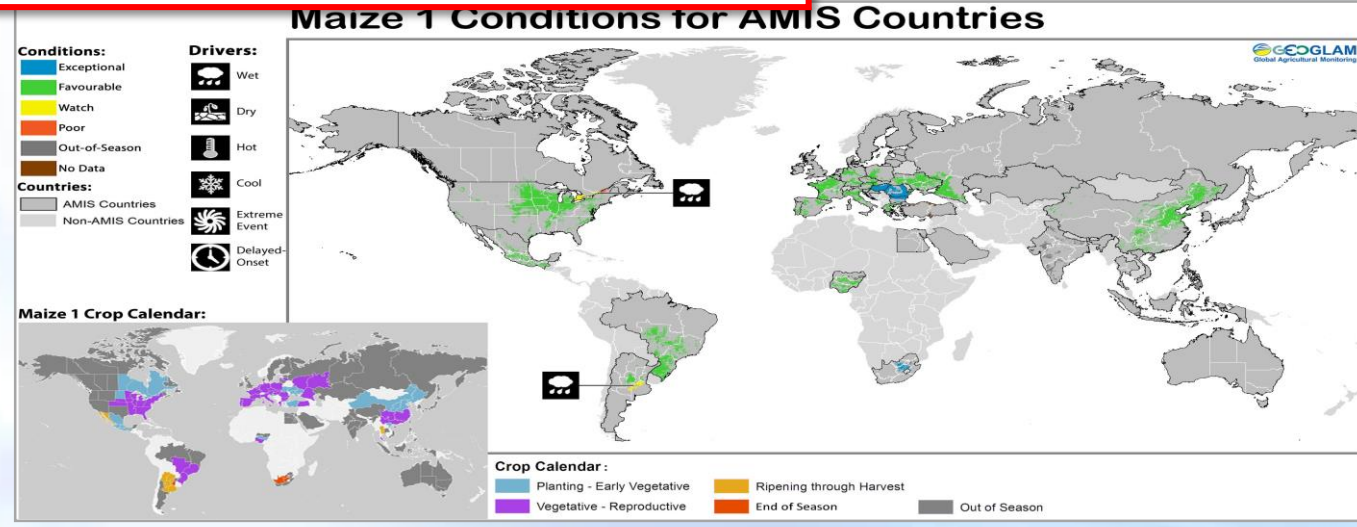 Maize 1 Conditions for AMIS Countries
Conditions:
Exceptional
Favourable
Watch
Poor
Out-of-Season
No Data
Countries:
AMIS Countries
Non-AMIS Countries
Drivers:
Wet
Dry
Hot
Cool
Extreme
Event
Delayed-
Onset
GEOGLAM
Global Agricultural Monitoring
Maize 1 Crop Calendar:
Crop Calendar :
Planting - Early Vegetative
Vegetative - Reproductive
Ripening through Harvest
End of Season
Out of Season